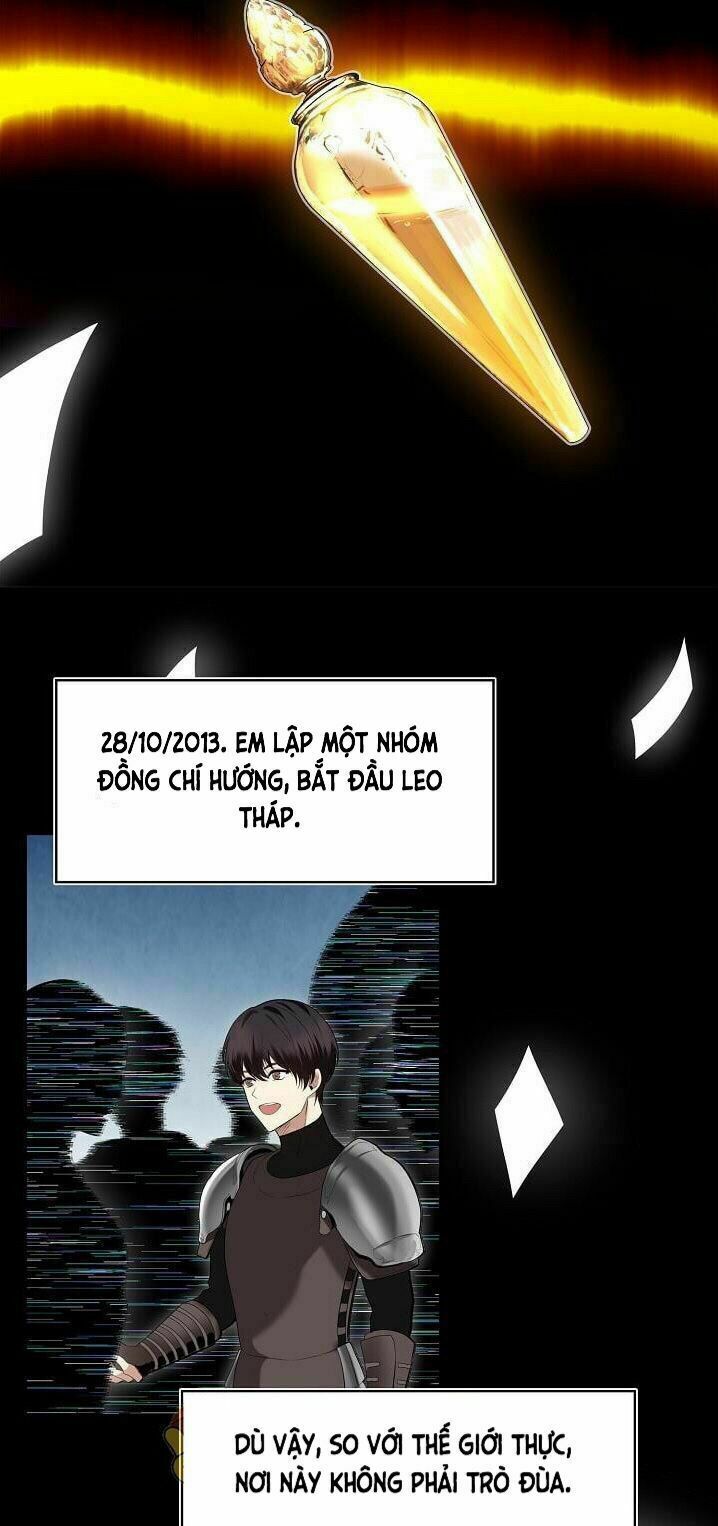 28/10/2013. EM LẬP MỘT NHÓM
ĐỒNG CHÍ HƯỚNG, BẮT ĐẦU LEO
THÁP.
DÙ VẬY, SO VỚI THẾ GIỚI THỰC,
NƠI NÀY KHÔNG PHẢI TRÒ ĐÙA.